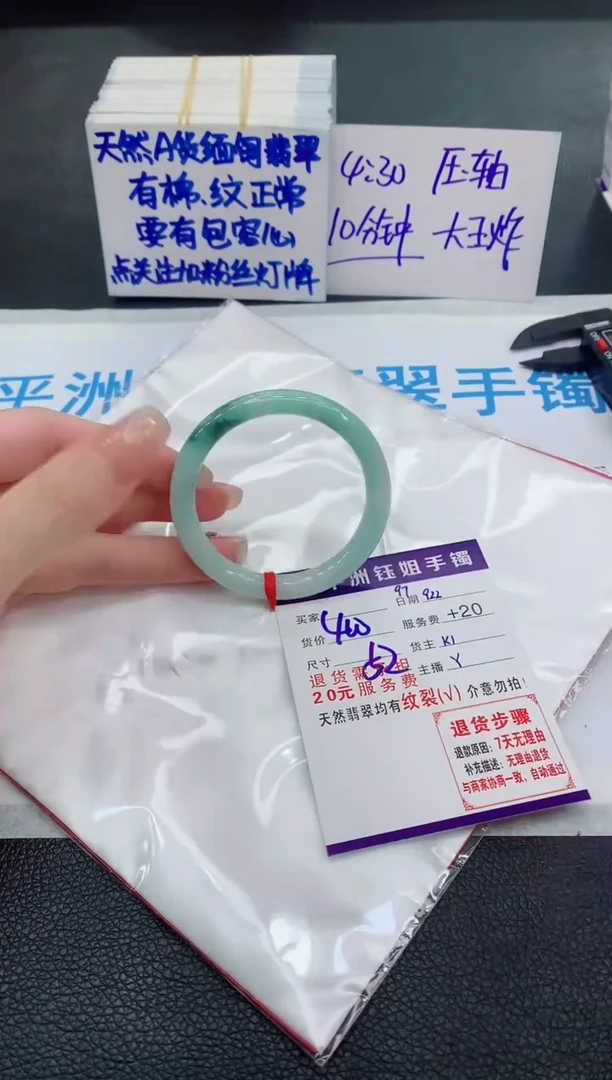 天然A货缅甸翡翠
有棉、纹正常
要有包容心
点关注加粉丝灯牌
4:30 压轴
10分钟 大王炸
平洲
翠手镯
平洲钰姐手镯
买家 日期 922
货价 服务费 +20
尺寸 52 货主 K1
主播 Y
退货需
20元服务费
天然翡翠均有纹裂(√)介意勿拍!
退货步骤
退款原因:7天无理由
补充描述:无理由退货
与商家协商一致,自动通过